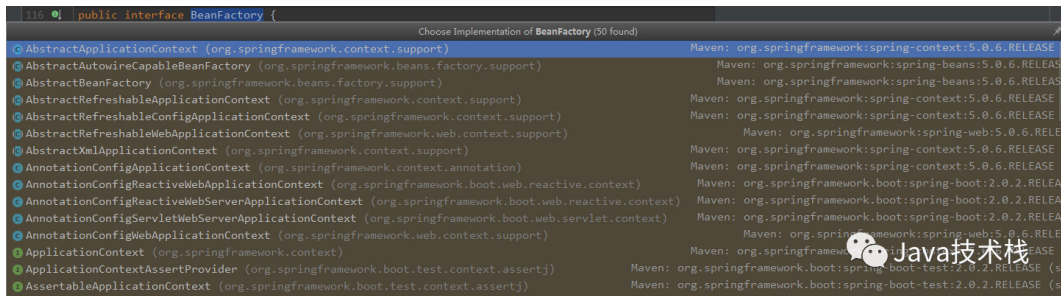 116 public interface BeanFactory {
Choose Implementation of BeanFactory (50 found)
AbstractApplicationContext (org.springframework.context.support) Maven: org.springframework:spring-context:5.0.6.RELEASE
AbstractAutowireCapableBeanFactory (org.springframework.beans.factory.support) Maven: org.springframework:spring-beans:5.0.6.RELEAS
AbstractBeanFactory (org.springframework.beans.factory.support) Maven: org.springframework:spring-beans:5.0.6.RELEAS
AbstractRefreshableApplicationContext (org.springframework.context.support) Maven: org.springframework:spring-context:5.0.6.RELEASE
AbstractRefreshableConfigApplicationContext (org.springframework.context.support) Maven: org.springframework:spring-context:5.0.6.RELEASE
AbstractRefreshableWebApplicationContext (org.springframework.web.context.support) Maven: org.springframework:spring-web:5.0.6.RELE
AbstractXmlApplicationContext (org.springframework.context.support) Maven: org.springframework:spring-context:5.0.6.RELEASE
AnnotationConfigApplicationContext (org.springframework.context.annotation) Maven: org.springframework:spring-context:5.0.6.RELEASE
AnnotationConfigReactiveWebApplicationContext (org.springframework.boot.web.reactive.context) Maven: org.springframework.boot:spring-boot:2.0.2.RELEA
AnnotationConfigReactiveWebServerApplicationContext (org.springframework.boot.web.reactive.context) Maven: org.springframework.boot:spring-boot:2.0.2.RELEA
AnnotationConfigServletWebServerApplicationContext (org.springframework.boot.web.servlet.context) Maven: org.springframework.boot:spring-boot:2.0.2.RELEA
AnnotationConfigWebApplicationContext (org.springframework.web.context.support) Maven: org.springframework:spring-web:5.0.6.RELE
ApplicationContext (org.springframework.context) Maven:
Java技术栈
ApplicationContextAssertProvider (org.springframework.boot.test.context.assertj) Maven: org.springframework.boot:spring-boot-test:2.0.2.RELEASE (s
AssertableApplicationContext (org.springframework.boot.test.context.assertj) Maven: org.springframework.boot:spring-boot-test:2.0.2.RELEASE (s